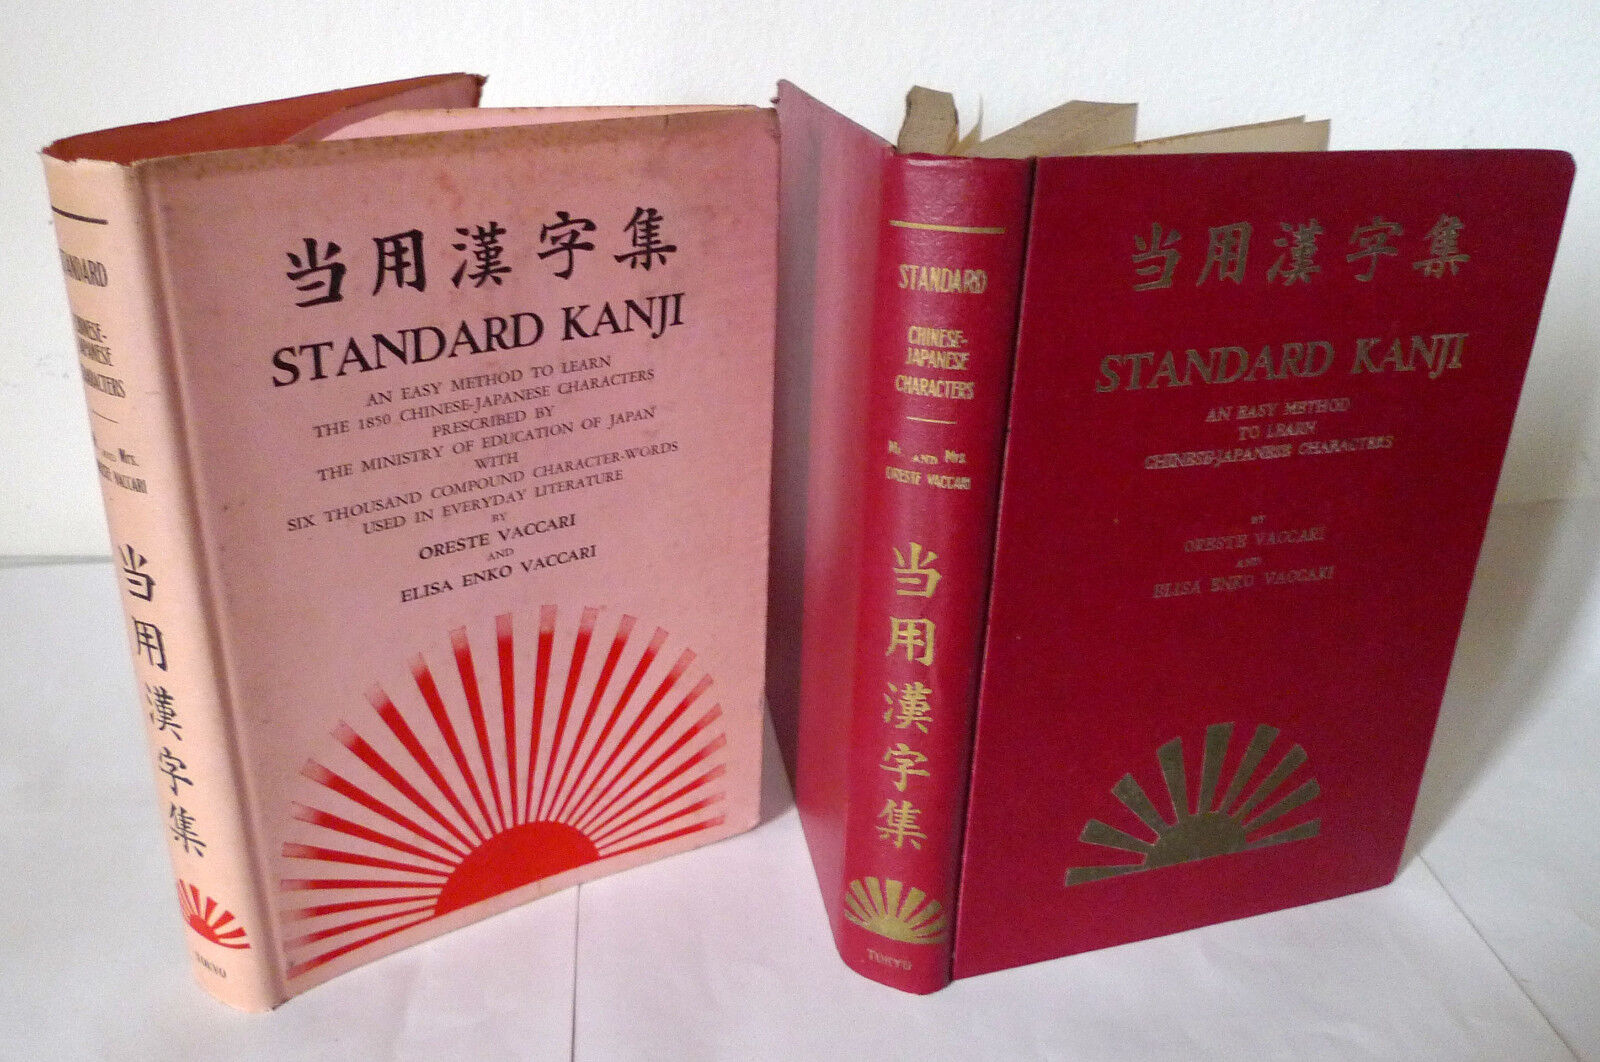 STANDARD
CHINESE-
JAPANESE
CHARACTERS
AND MRS.
VACCARI
当用漢字集
TOKYO
当用漢字集
STANDARD KANJI
AN EASY METHOD TO LEARN
THE 1850 CHINESE-JAPANESE CHARACTERS
PRESCRIBED BY
THE MINISTRY OF EDUCATION OF JAPAN
WITH
SIX THOUSAND COMPOUND CHARACTER-WORDS
USED IN EVERYDAY LITERATURE
BY
ORESTE VACCARI
AND
ELISA ENKO VACCARI
STANDARD
CHINESE-
JAPANESE
CHARACTERS
MR. AND MRS.
ORESTE VACCARI
当用漢字集
TOKYO
当用漢字集
STANDARD KANJI
AN EASY METHOD
TO LEARN
CHINESE-JAPANESE CHARACTERS
BY
ORESTE VACCARI
AND
ELISA ENKO VACCARI